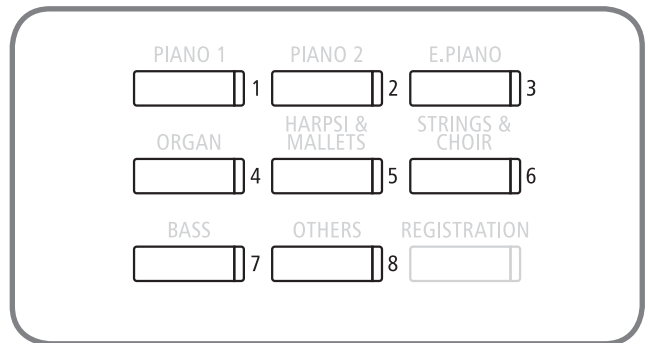 PIANO 1 PIANO 2 E.PIANO
1 2 3
ORGAN HARPSI & MALLETS STRINGS & CHOIR
4 5 6
BASS OTHERS REGISTRATION
7 8